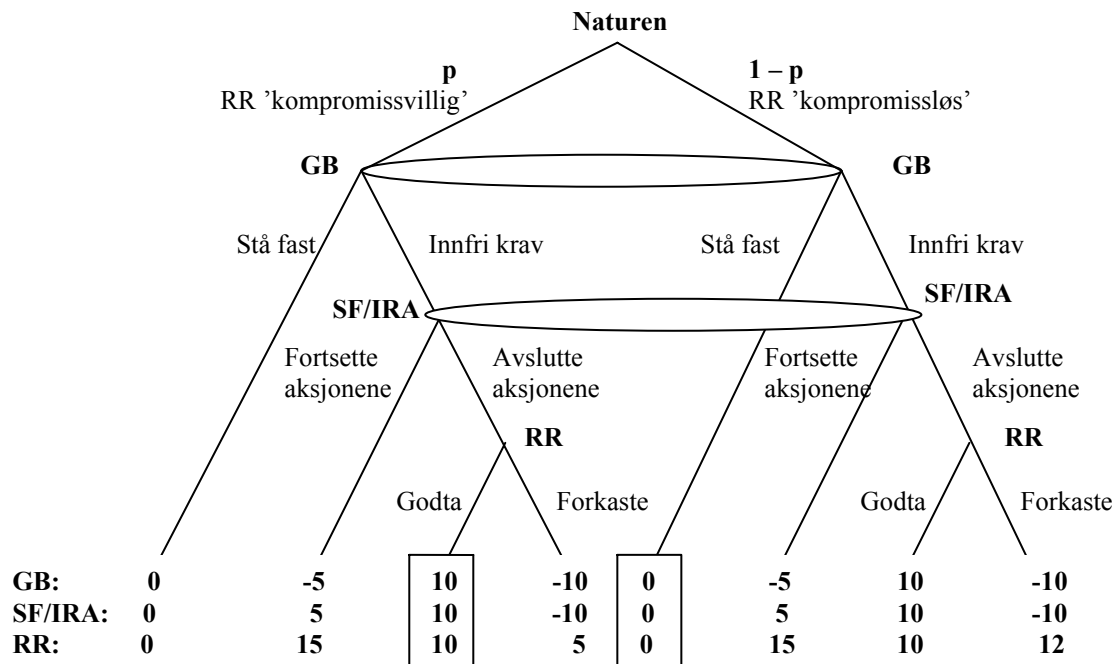 Naturen
p 1 – p
RR 'kompromissvillig' RR 'kompromissløs'
GB GB
Stå fast Innfri krav Stå fast Innfri krav
SF/IRA SF/IRA
Fortsette aksjonene Avslutte aksjonene Fortsette aksjonene Avslutte aksjonene
RR RR
Godta Forkaste Godta Forkaste
GB: 0 -5 10 -10 0 -5 10 -10
SF/IRA: 0 5 10 -10 0 5 10 -10
RR: 0 15 10 5 0 15 10 12